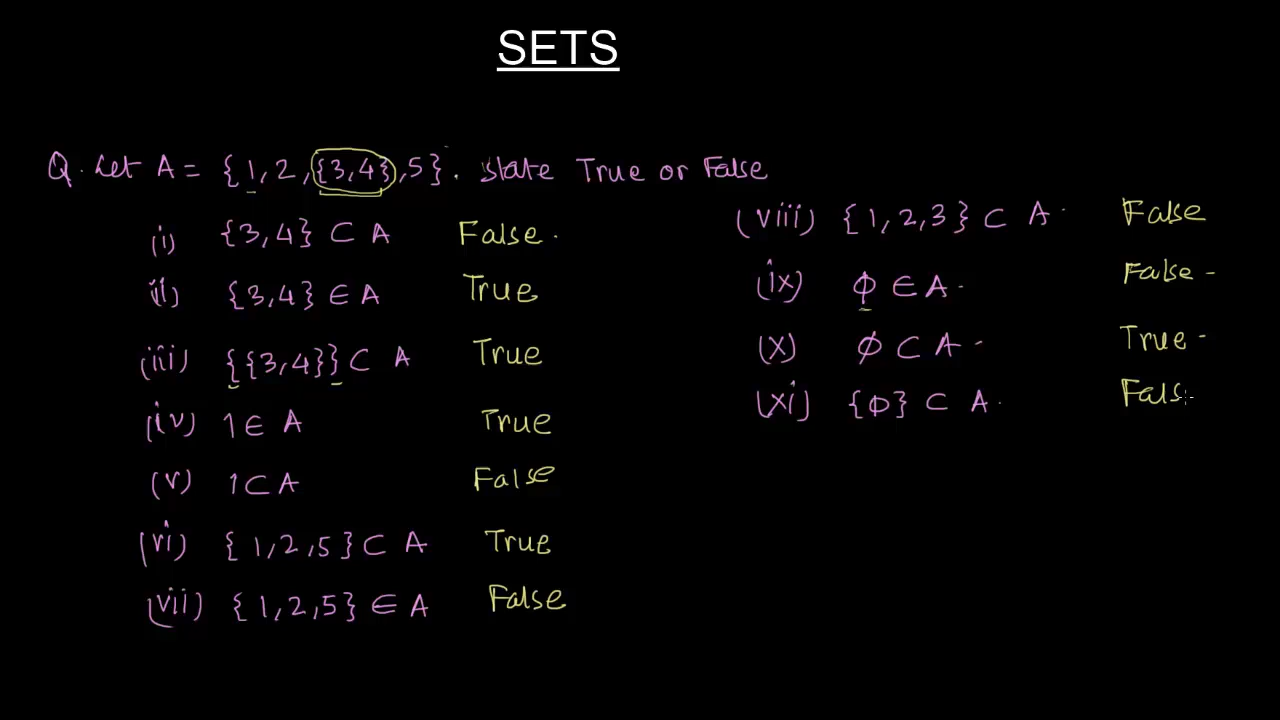 SETS
Q. Let A = {1,2,{3,4},5}. State True or False
(i) {3,4} ⊂ A False.
(ii) {3,4} ∈ A True
(iii) {{3,4}} ⊂ A True
(iv) 1 ∈ A True
(v) 1 ⊂ A False
(vi) {1,2,5} ⊂ A True
(vii) {1,2,5} ∈ A False
(viii) {1,2,3} ⊂ A. False
(ix) ϕ ∈ A. False -
(x) ϕ ⊂ A - True -
(xi) {ϕ} ⊂ A. Fals